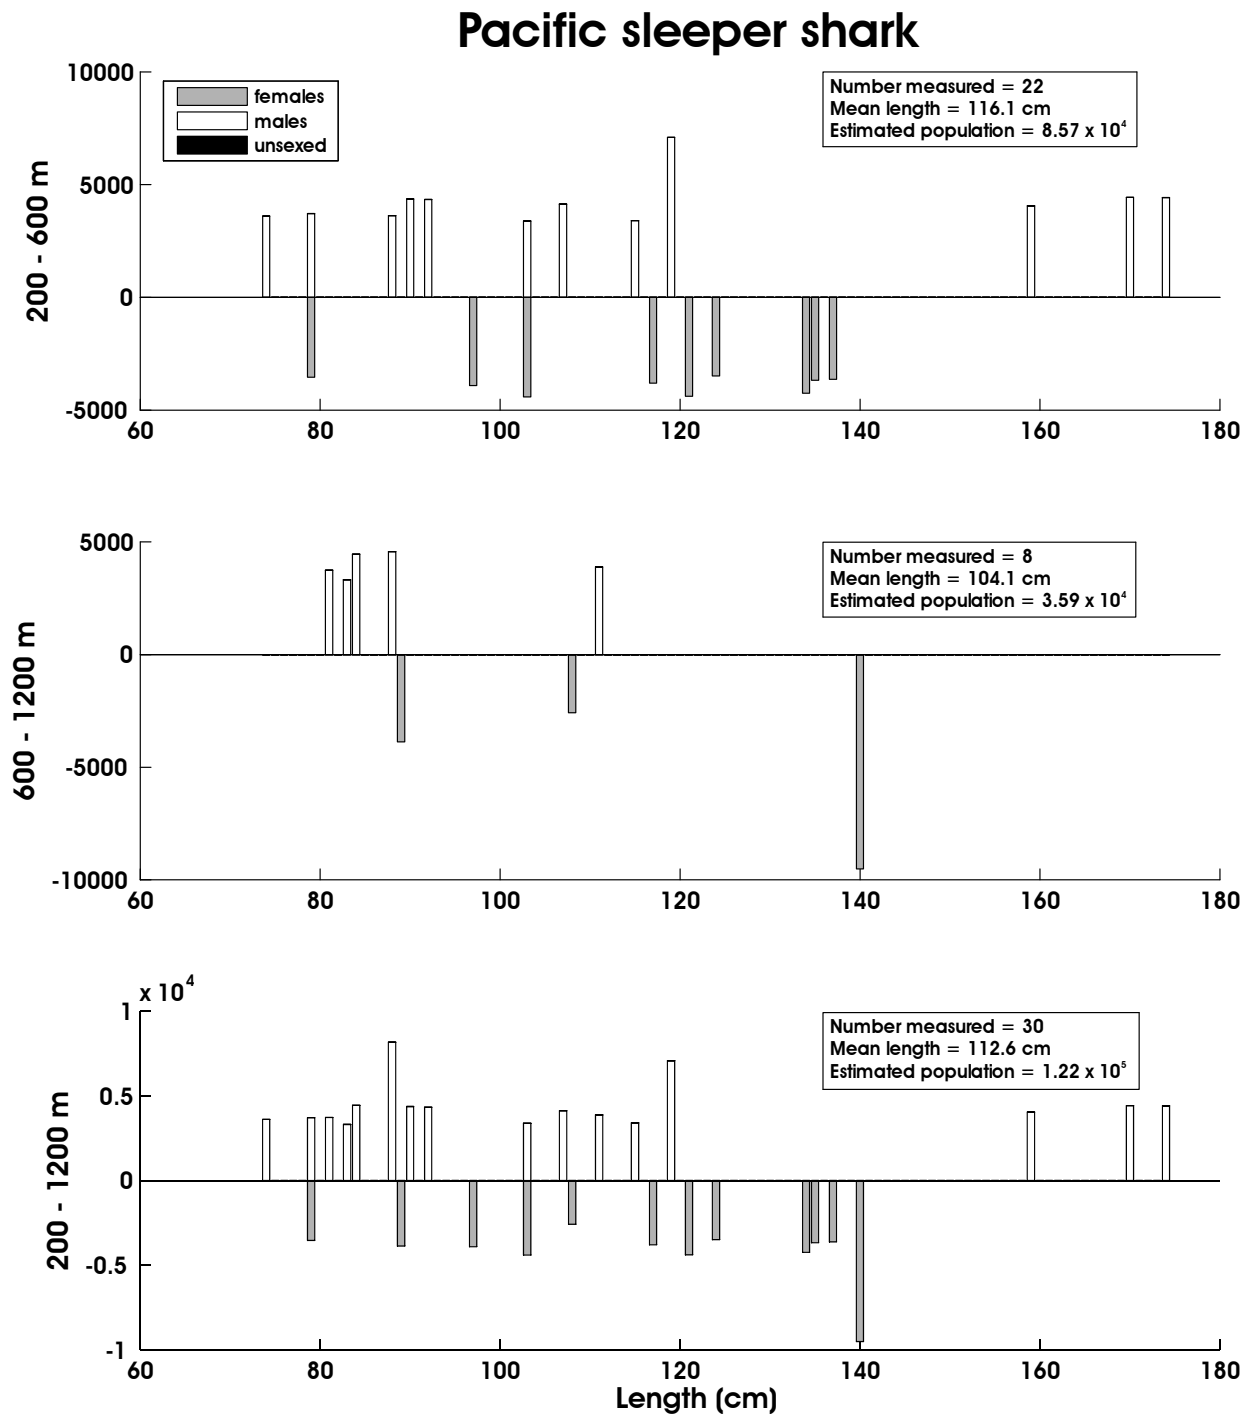 Pacific sleeper shark
10000
5000
0
-5000
200 - 600 m
females
males
unsexed
Number measured = 22
Mean length = 116.1 cm
Estimated population = 8.57 x 10⁴
60 80 100 120 140 160 180
5000
0
-5000
-10000
600 - 1200 m
Number measured = 8
Mean length = 104.1 cm
Estimated population = 3.59 x 10⁴
60 80 100 120 140 160 180
x 10⁴
1
0.5
0
-0.5
-1
200 - 1200 m
Number measured = 30
Mean length = 112.6 cm
Estimated population = 1.22 x 10⁵
60 80 100 120 140 160 180
Length (cm)